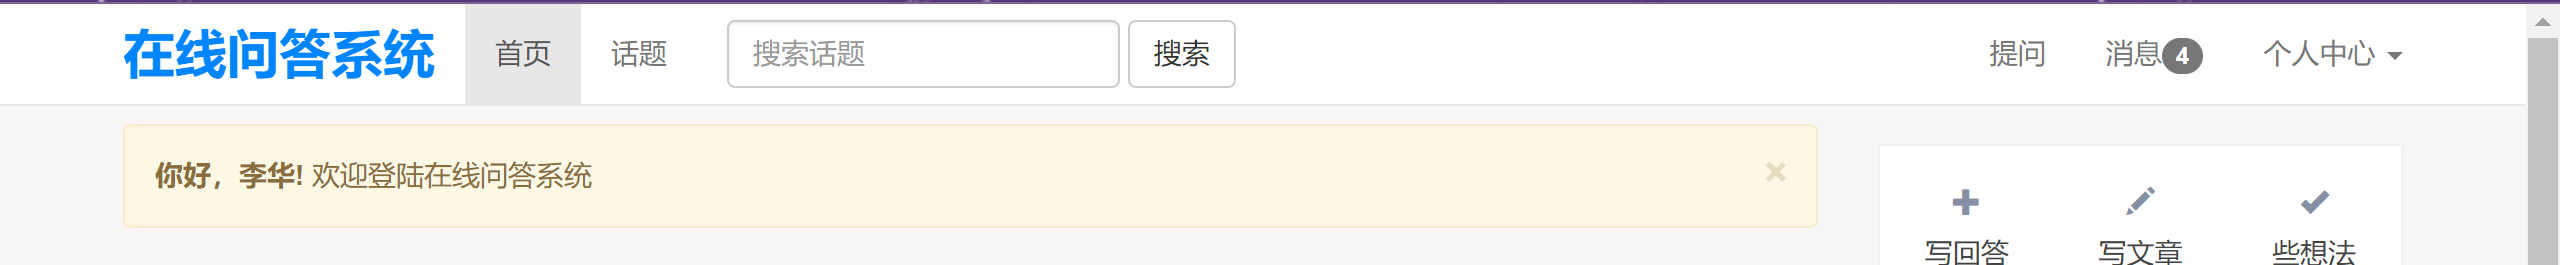 在线问答系统 首页 话题 搜索话题 搜索 提问 消息 4 个人中心
你好，李华! 欢迎登陆在线问答系统 ×
写回答 写文章 些想法